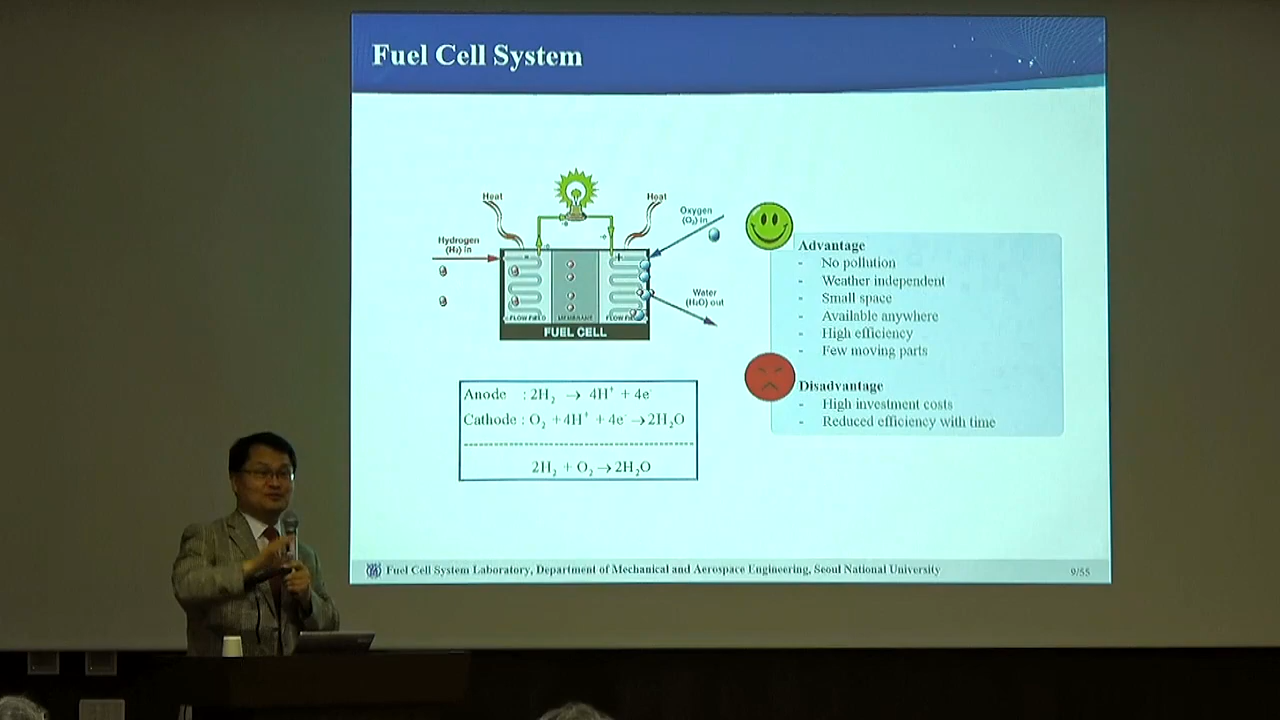 Fuel Cell System
Heat
Heat
Oxygen
(O₂) in
Hydrogen
(H₂) in
- +
Water
(H₂O) out
FLOW FIELD MEMBRANE FLOW FIELD
FUEL CELL
Advantage
- No pollution
- Weather independent
- Small space
- Available anywhere
- High efficiency
- Few moving parts
Disadvantage
- High investment costs
- Reduced efficiency with time
Anode : 2H₂ → 4H⁺ + 4e⁻
Cathode : O₂ + 4H⁺ + 4e⁻ → 2H₂O
2H₂ + O₂ → 2H₂O
Fuel Cell System Laboratory, Department of Mechanical and Aerospace Engineering, Seoul National University
9/55